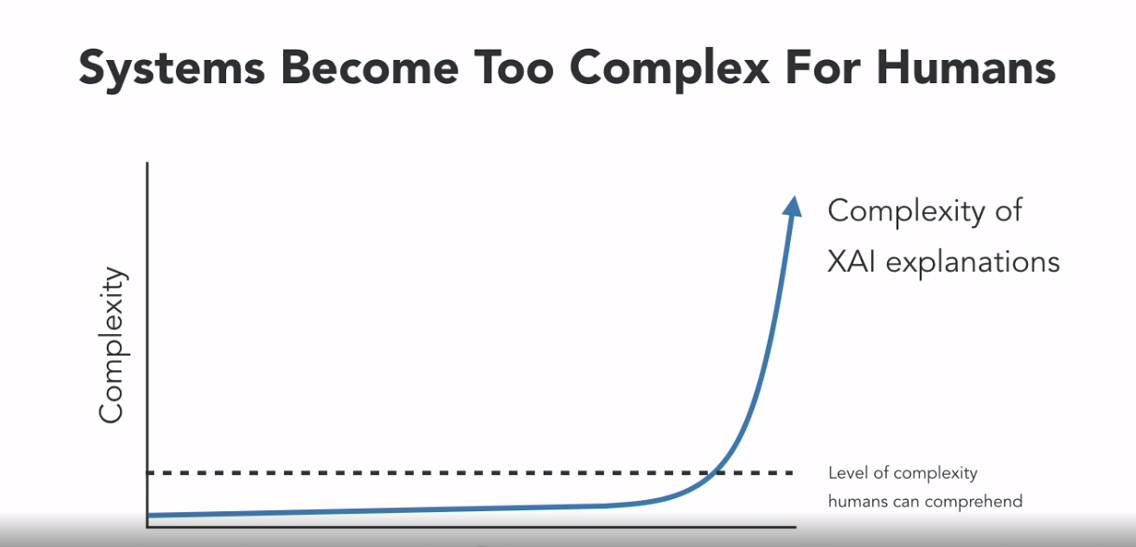 Systems Become Too Complex For Humans
Complexity
Complexity of
XAI explanations
Level of complexity
humans can comprehend